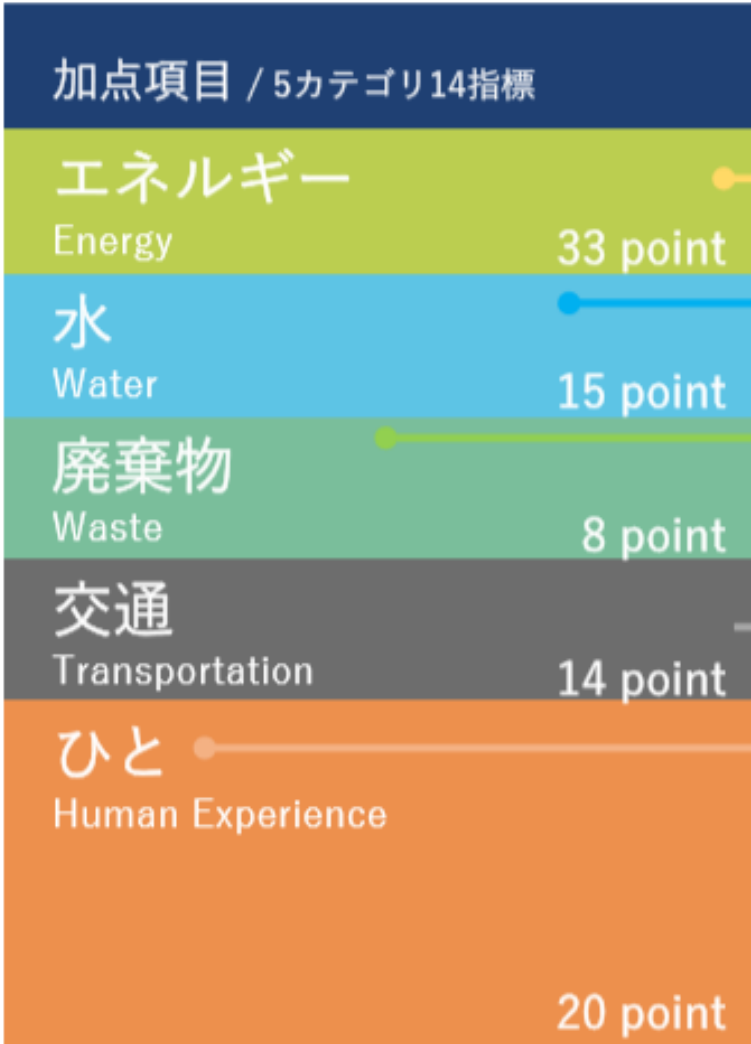 加点項目 / 5カテゴリ14指標
エネルギー
Energy
33 point
水
Water
15 point
廃棄物
Waste
8 point
交通
Transportation
14 point
ひと
Human Experience
20 point